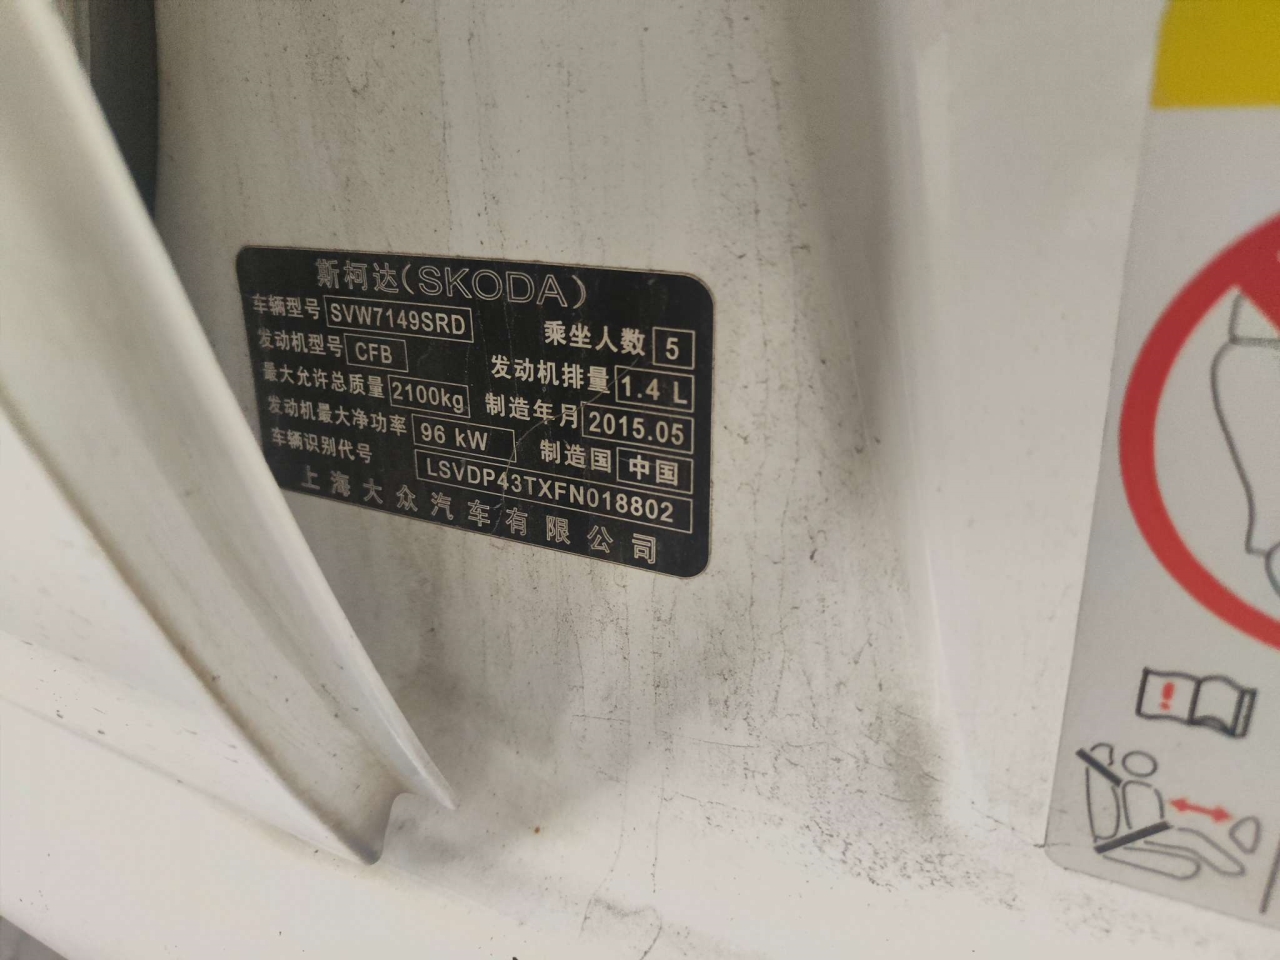 斯柯达(SKODA)
车辆型号 SVW7149SRD 乘坐人数 5
发动机型号 CFB 发动机排量 1.4 L
最大允许总质量 2100kg 制造年月 2015.05
发动机最大净功率 96 kW 制造国 中国
车辆识别代号 LSVDP43TXFN018802
上海大众汽车有限公司